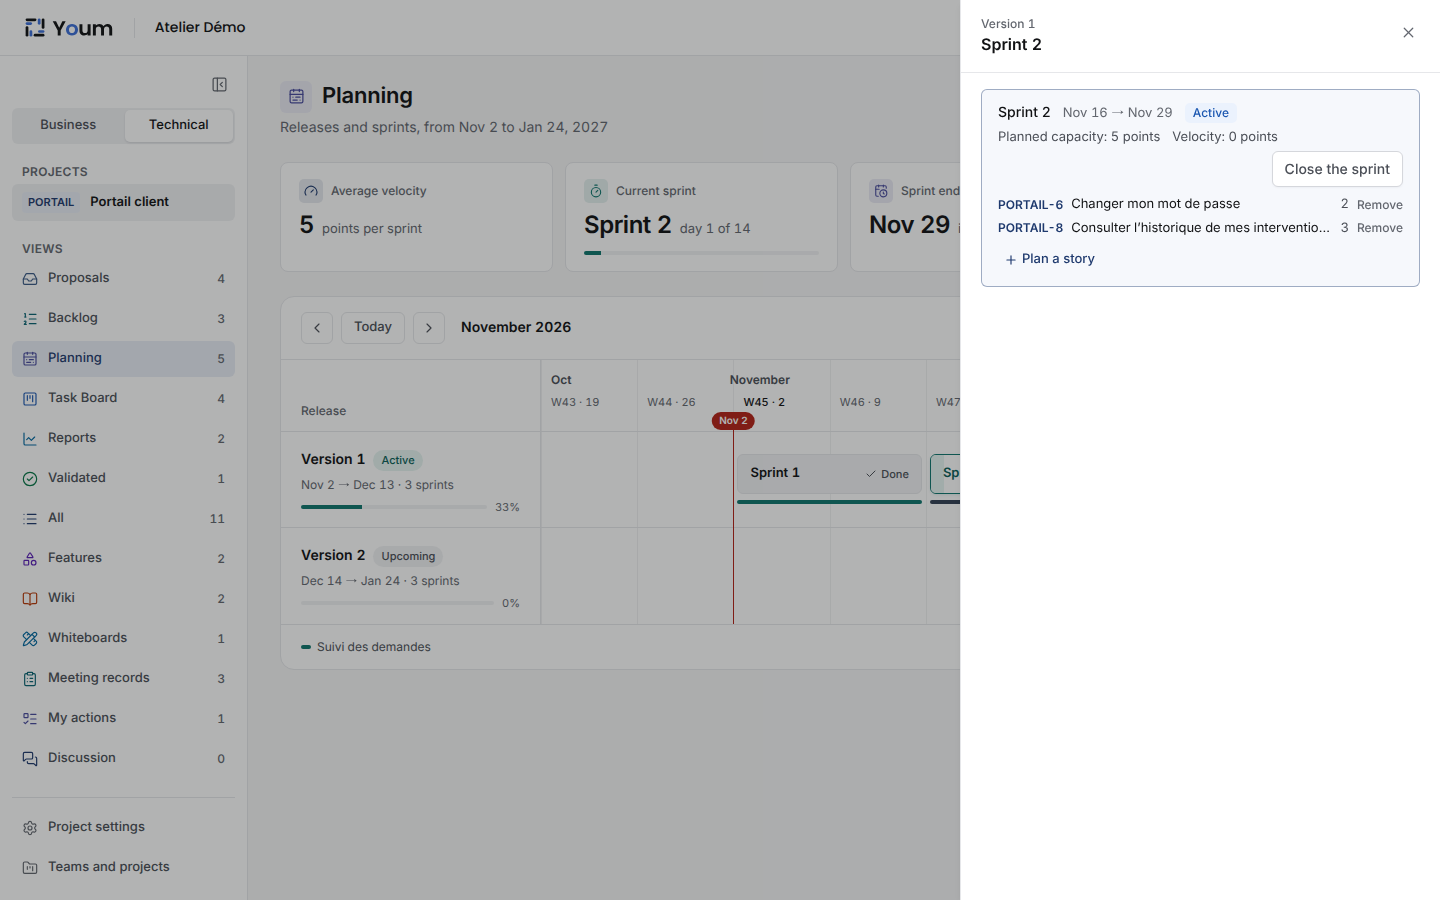 Youm
Atelier Démo
Business
Technical
PROJECTS
PORTAIL Portail client
VIEWS
Proposals 4
Backlog 3
Planning 5
Task Board 4
Reports 2
Validated 1
All 11
Features 2
Wiki 2
Whiteboards 1
Meeting records 3
My actions 1
Discussion 0
Project settings
Teams and projects
Planning
Releases and sprints, from Nov 2 to Jan 24, 2027
Average velocity
5 points per sprint
Current sprint
Sprint 2 day 1 of 14
Sprint end
Nov 29
Today
November 2026
Release
Oct
November
W43 · 19
W44 · 26
W45 · 2
W46 · 9
W47
Nov 2
Version 1 Active
Nov 2 → Dec 13 · 3 sprints
33%
Sprint 1
Done
Sp
Version 2 Upcoming
Dec 14 → Jan 24 · 3 sprints
0%
Suivi des demandes
Version 1
Sprint 2
Sprint 2 Nov 16 → Nov 29 Active
Planned capacity: 5 points Velocity: 0 points
Close the sprint
PORTAIL-6 Changer mon mot de passe 2 Remove
PORTAIL-8 Consulter l’historique de mes interventio... 3 Remove
+ Plan a story